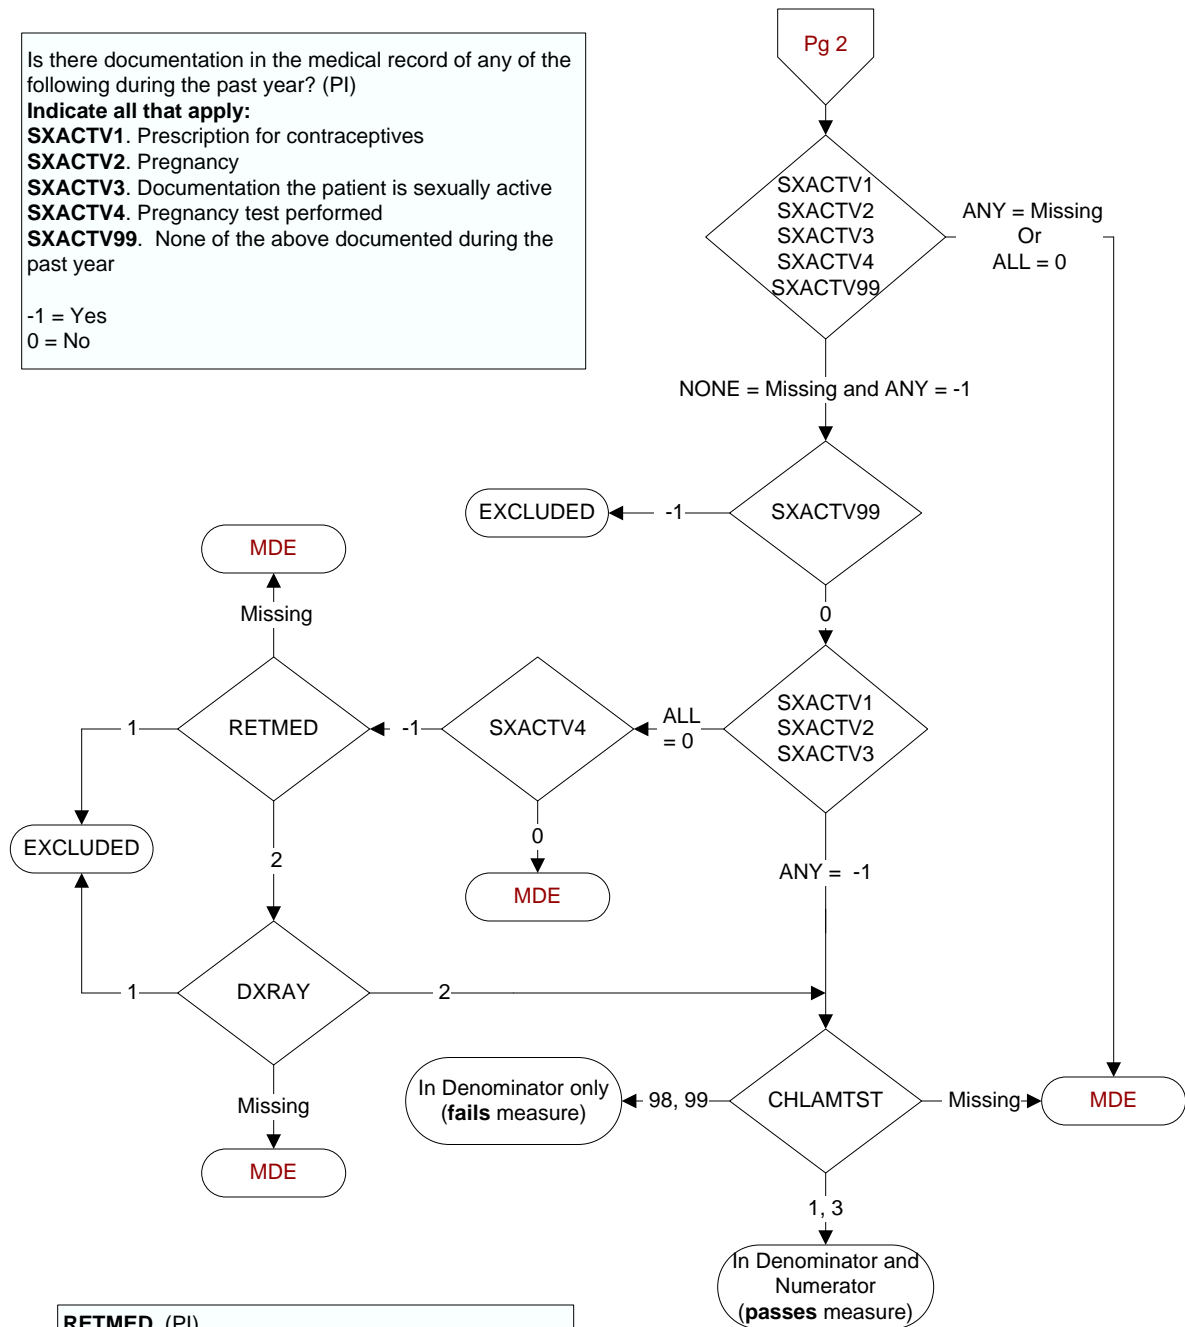 Pg 2
Is there documentation in the medical record of any of the
following during the past year? (PI)
Indicate all that apply:
SXACTV1. Prescription for contraceptives
SXACTV2. Pregnancy
SXACTV3. Documentation the patient is sexually active
SXACTV4. Pregnancy test performed
SXACTV99.  None of the above documented during the
past year
-1 = Yes
0 = No
SXACTV1
SXACTV2
SXACTV3
SXACTV4
SXACTV99
ANY = Missing
Or
ALL = 0
NONE = Missing and ANY = -1
SXACTV99
-1
EXCLUDED
0
MDE
Missing
SXACTV1
SXACTV2
SXACTV3
ALL
= 0
SXACTV4
-1
RETMED
1
EXCLUDED
0
MDE
2
ANY =  -1
DXRAY
1
2
Missing
MDE
CHLAMTST
98, 99
In Denominator only
(fails measure)
Missing
MDE
1, 3
In Denominator and
Numerator
(passes measure)
RETMED  (PI)